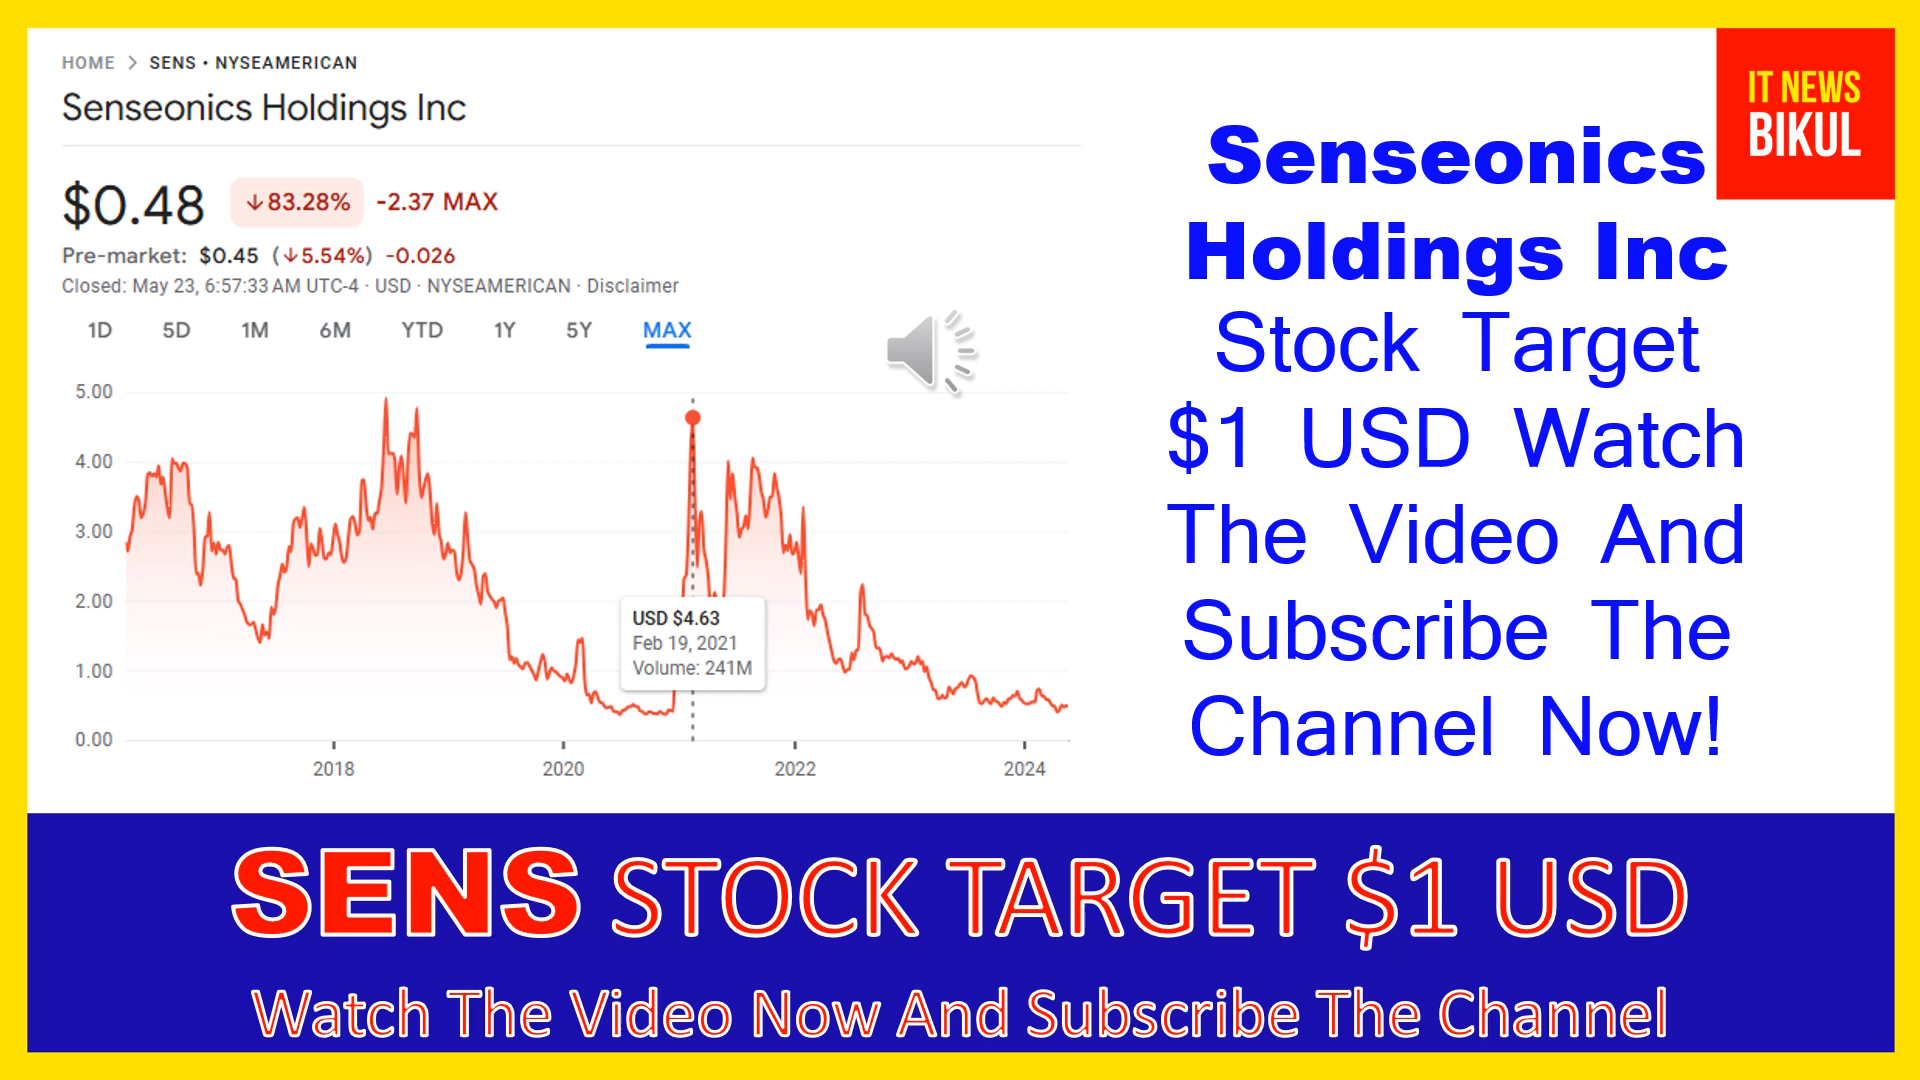 HOME > SENS • NYSEAMERICAN
Senseonics Holdings Inc
$0.48 ↓83.28% -2.37 MAX
Pre-market: $0.45 (↓5.54%) -0.026
Closed: May 23, 6:57:33 AM UTC-4 · USD · NYSEAMERICAN · Disclaimer
1D 5D 1M 6M YTD 1Y 5Y MAX
5.00
4.00
3.00
2.00
1.00
0.00
USD $4.63
Feb 19, 2021
Volume: 241M
2018 2020 2022 2024
IT NEWS
BIKUL
Senseonics
Holdings Inc
Stock Target
$1 USD Watch
The Video And
Subscribe The
Channel Now!
SENS STOCK TARGET $1 USD
Watch The Video Now And Subscribe The Channel